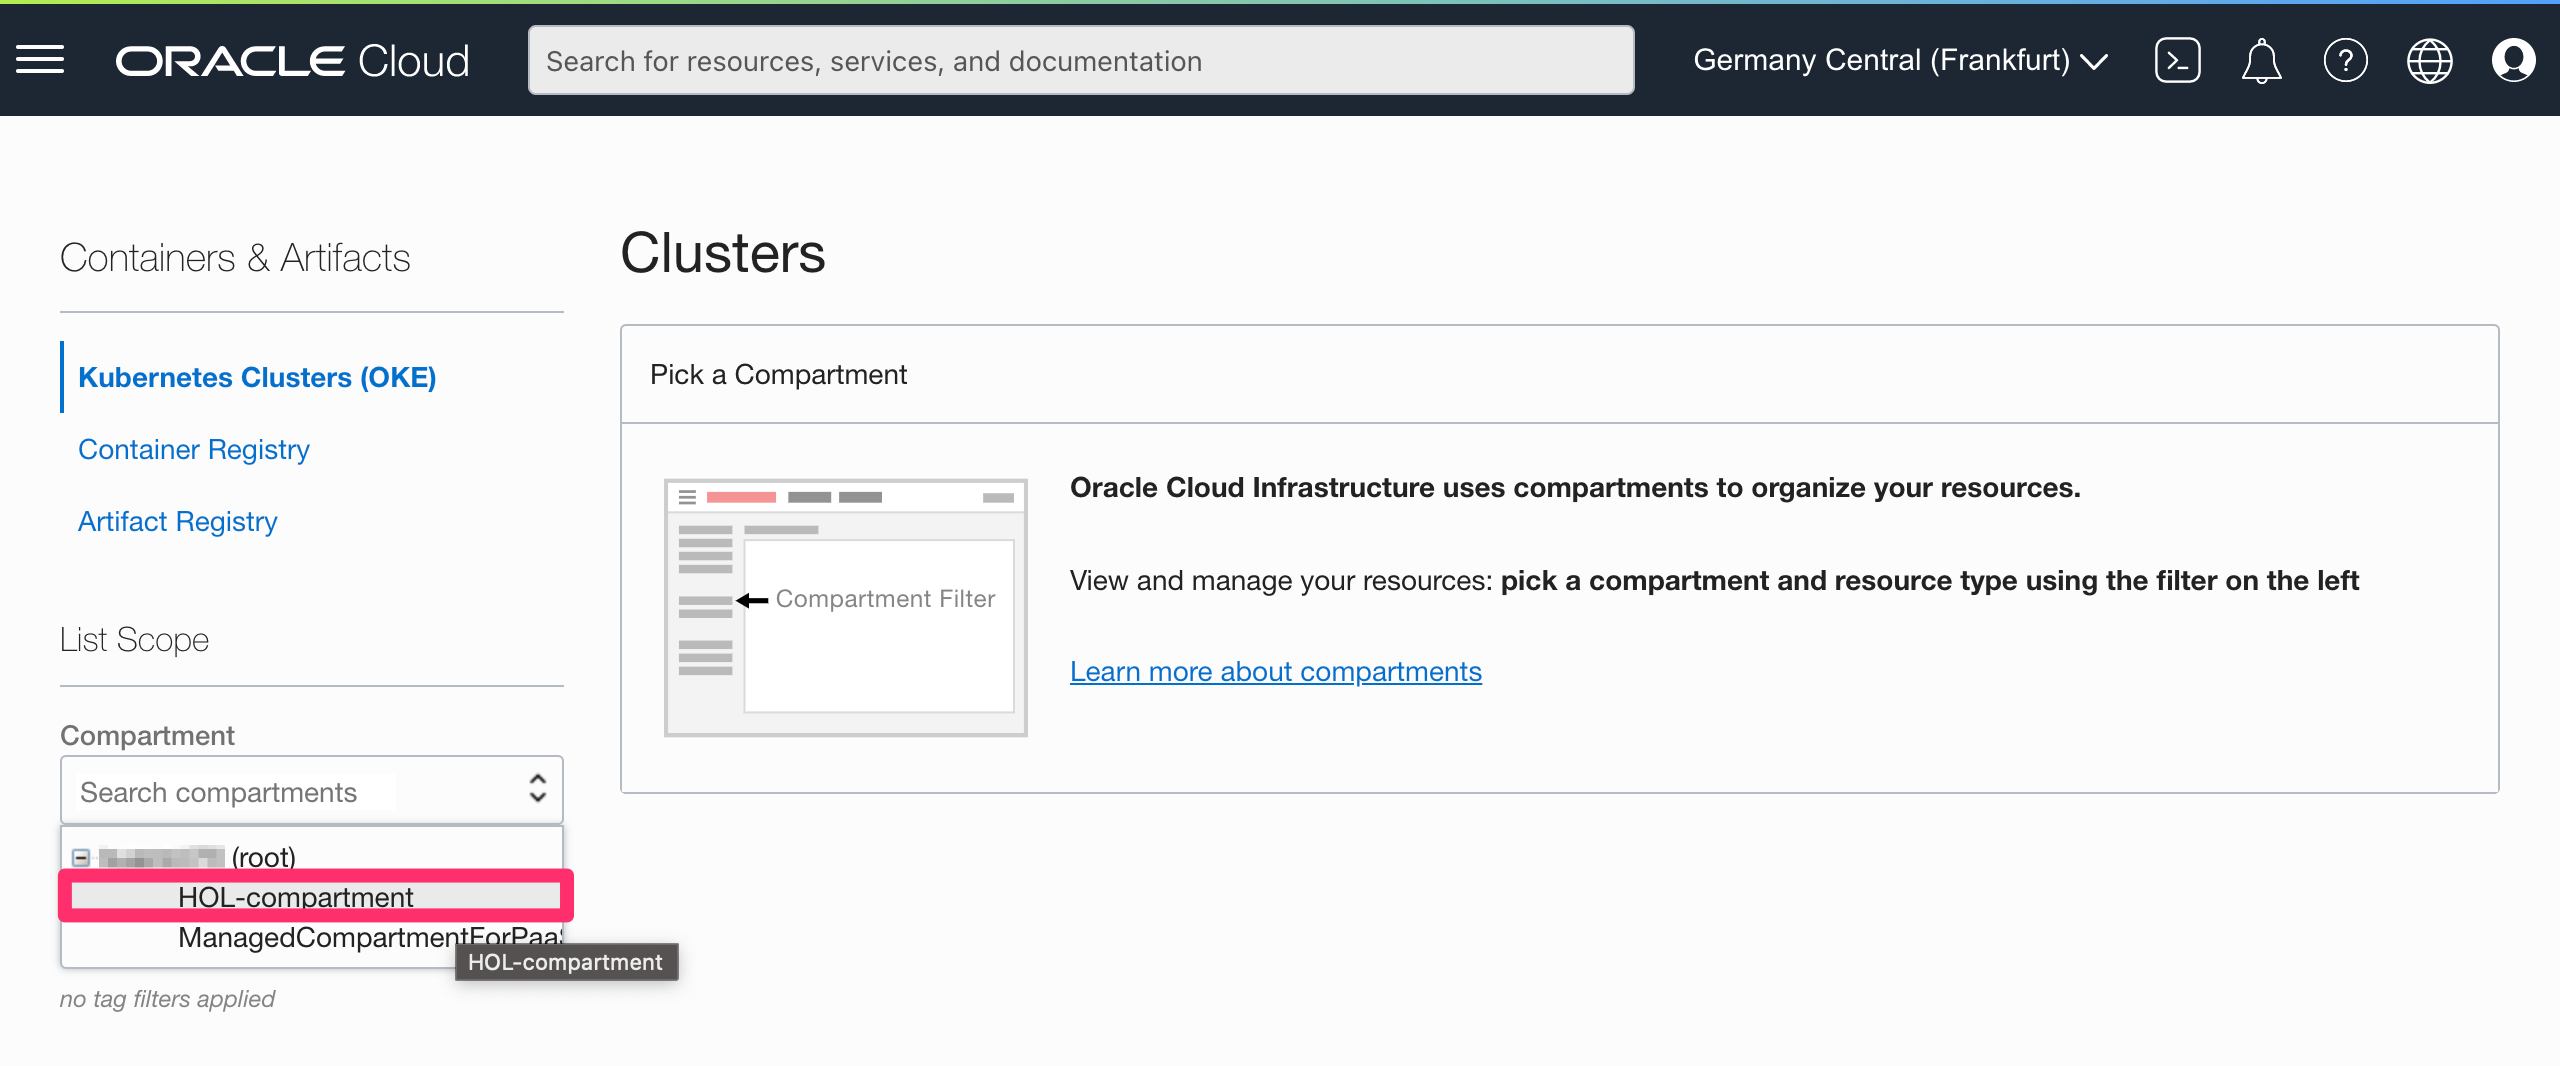 ORACLE Cloud
Search for resources, services, and documentation
Germany Central (Frankfurt)
Containers & Artifacts
Kubernetes Clusters (OKE)
Container Registry
Artifact Registry
List Scope
Compartment
Search compartments
(root)
HOL-compartment
ManagedCompartmentForPaaS
HOL-compartment
no tag filters applied
Clusters
Pick a Compartment
Compartment Filter
Oracle Cloud Infrastructure uses compartments to organize your resources.
View and manage your resources: pick a compartment and resource type using the filter on the left
Learn more about compartments